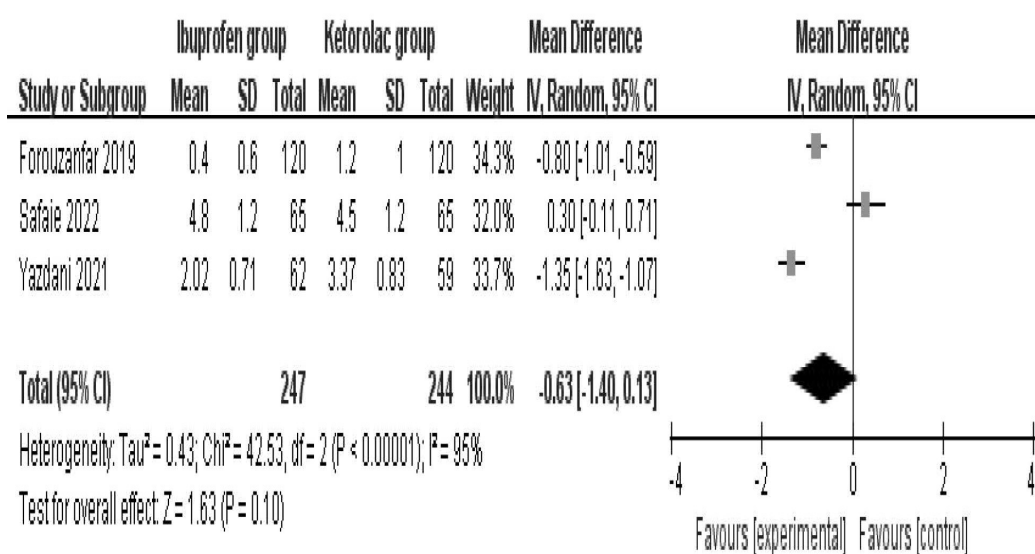 Ibuprofen group Ketorolac group Mean Difference Mean Difference
Study or Subgroup Mean SD Total Mean SD Total Weight IV, Random, 95% CI IV, Random, 95% CI
Forouzanfar 2019 0.4 0.6 120 1.2 1 120 34.3% -0.80 [-1.01, -0.59]
Safaie 2022 4.8 1.2 65 4.5 1.2 65 32.0% 0.30 [-0.11, 0.71]
Yazdani 2021 2.02 0.71 62 3.37 0.83 59 33.7% -1.35 [-1.63, -1.07]
Total (95% CI) 247 244 100.0% -0.63 [-1.40, 0.13]
Heterogeneity: Tau² = 0.43; Chi² = 42.53, df = 2 (P < 0.00001); I² = 95%
Test for overall effect: Z = 1.63 (P = 0.10)
-4 -2 0 2 4
Favours [experimental] Favours [control]